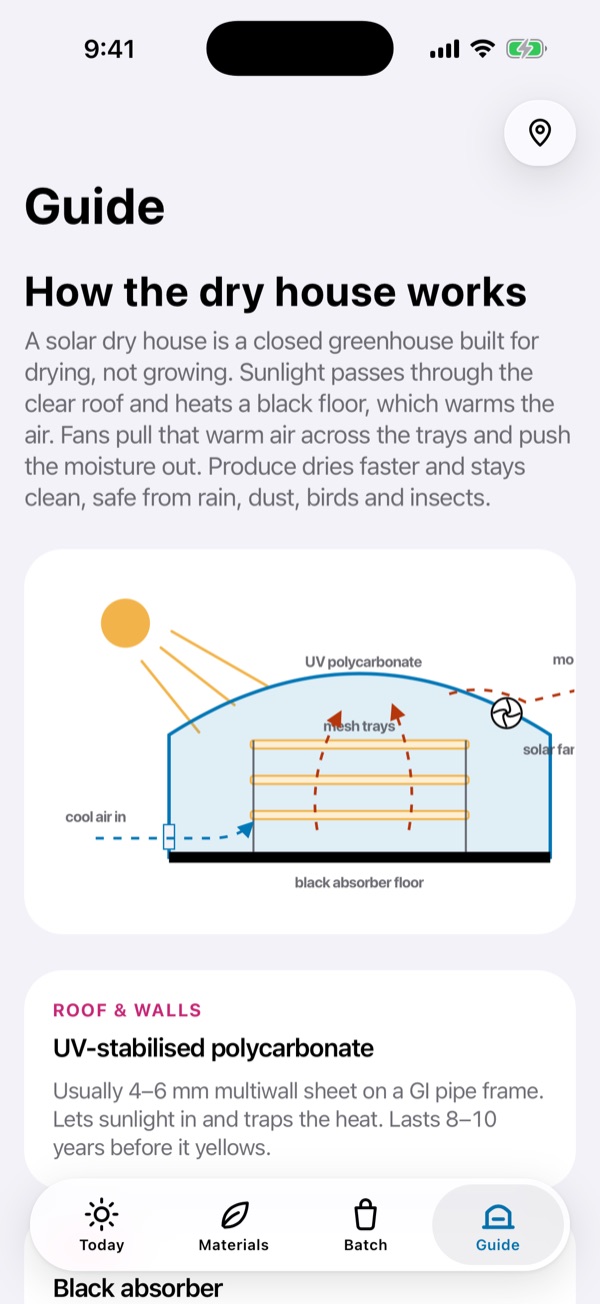 9:41
Guide
How the dry house works
A solar dry house is a closed greenhouse built for
drying, not growing. Sunlight passes through the
clear roof and heats a black floor, which warms the
air. Fans pull that warm air across the trays and push
the moisture out. Produce dries faster and stays
clean, safe from rain, dust, birds and insects.
UV polycarbonate
mo
mesh trays
solar fan
cool air in
black absorber floor
ROOF & WALLS
UV-stabilised polycarbonate
Usually 4–6 mm multiwall sheet on a GI pipe frame.
Lets sunlight in and traps the heat. Lasts 8–10
years before it yellows.
Today
Materials
Batch
Guide
Black absorber